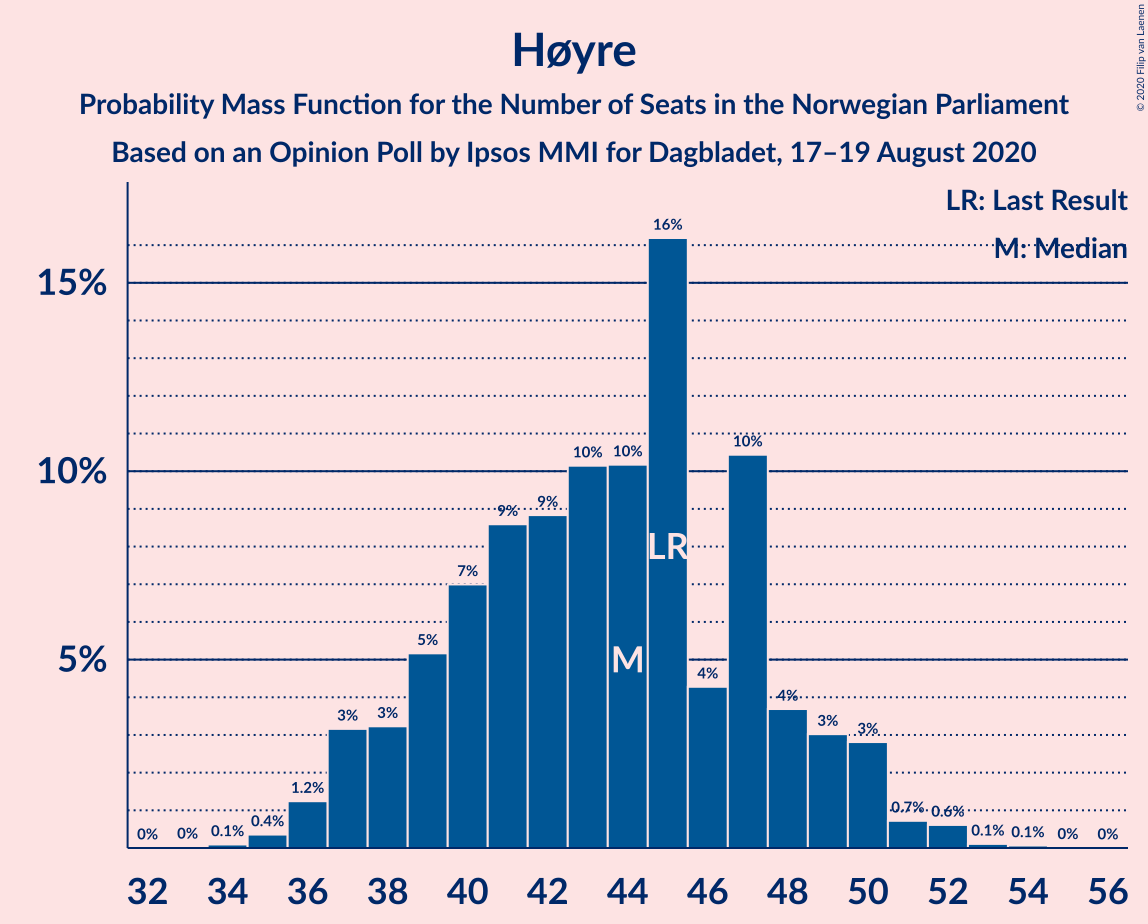 Høyre
Probability Mass Function for the Number of Seats in the Norwegian Parliament
Based on an Opinion Poll by Ipsos MMI for Dagbladet, 17–19 August 2020
© 2020 Filip van Laenen
LR: Last Result
M: Median
15%
10%
5%
0% 0% 0.1% 0.4% 1.2% 3% 3% 5% 7% 9% 9% 10% 10% 16% 4% 10% 4% 3% 3% 0.7% 0.6% 0.1% 0.1% 0% 0%
LR
M
32 34 36 38 40 42 44 46 48 50 52 54 56